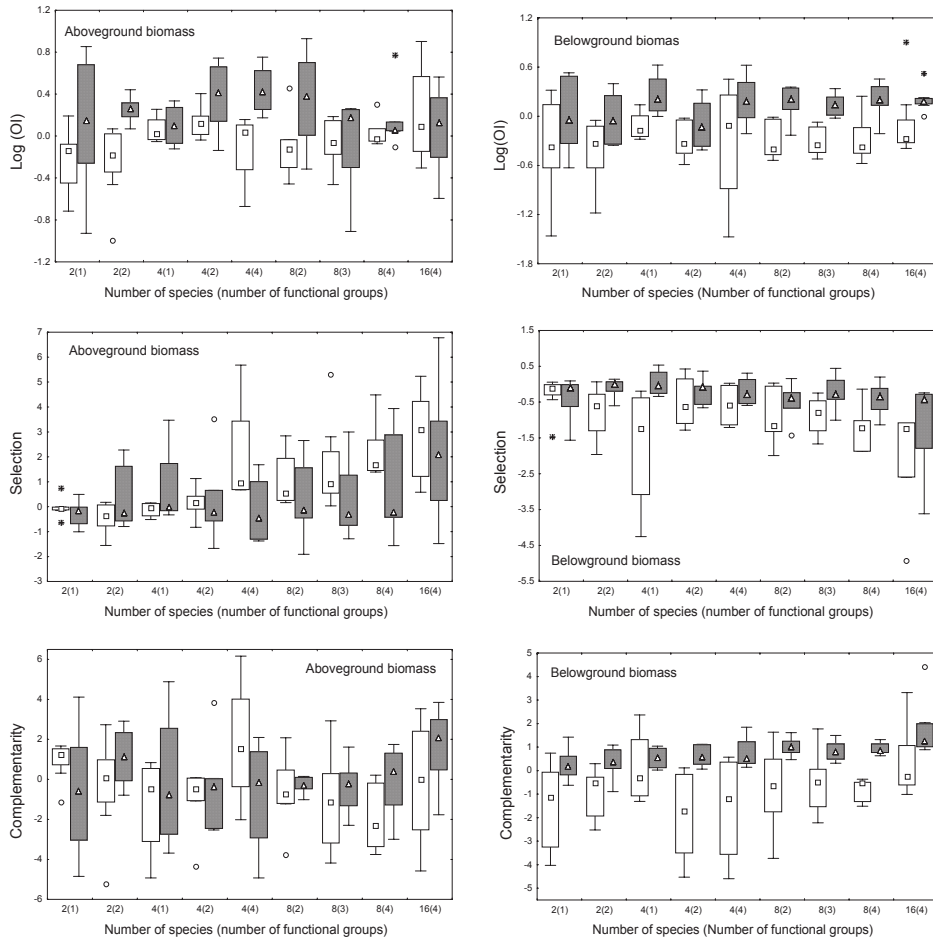 Aboveground biomass
Log (OI)
1.2
0.8
0.4
0.0
-0.4
-0.8
-1.2
2(1) 2(2) 4(1) 4(2) 4(4) 8(2) 8(3) 8(4) 16(4)
Number of species (number of functional groups)
Belowground biomas
Log(OI)
1.2
0.6
0.0
-0.6
-1.2
-1.8
2(1) 2(2) 4(1) 4(2) 4(4) 8(2) 8(3) 8(4) 16(4)
Number of species (Number of functional groups)
Aboveground biomass
Selection
7
6
5
4
3
2
1
0
-1
-2
-3
2(1) 2(2) 4(1) 4(2) 4(4) 8(2) 8(3) 8(4) 16(4)
Number of species (number of functional groups)
Selection
1.5
0.5
-0.5
-1.5
-2.5
-3.5
-4.5
-5.5
Belowground biomass
2(1) 2(2) 4(1) 4(2) 4(4) 8(2) 8(3) 8(4) 16(4)
Number of species (number of functional groups)
Aboveground biomass
Complementarity
6
4
2
0
-2
-4
-6
2(1) 2(2) 4(1) 4(2) 4(4) 8(2) 8(3) 8(4) 16(4)
Number of species (number of functional groups)
Belowground biomass
Complementarity
5
4
3
2
1
0
-1
-2
-3
-4
-5
2(1) 2(2) 4(1) 4(2) 4(4) 8(2) 8(3) 8(4) 16(4)
Number of species (Number of functional groups)